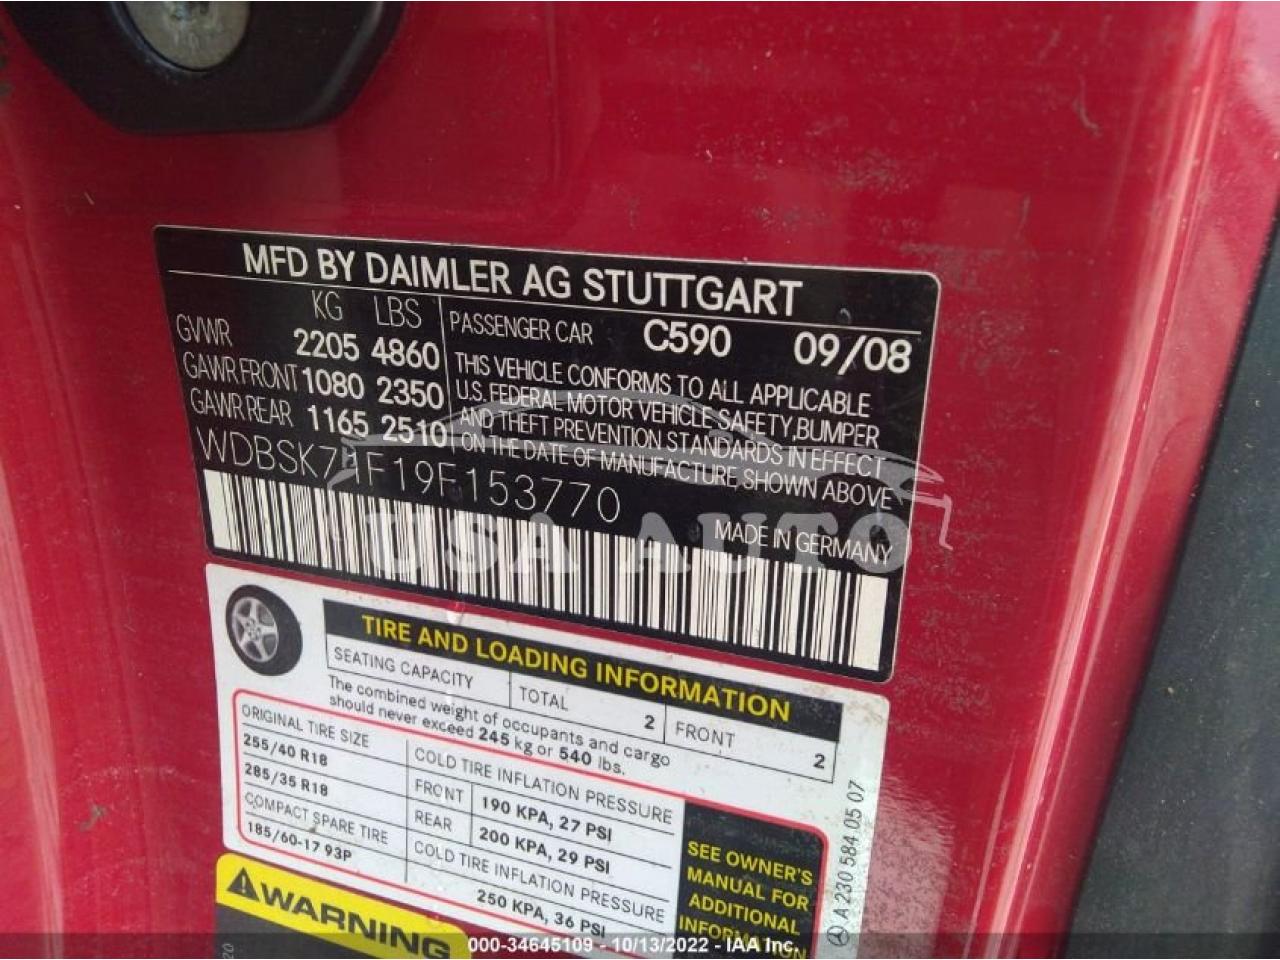 MFD BY DAIMLER AG STUTTGART
KG LBS
GVWR 2205 4860
GAWR FRONT 1080 2350
GAWR REAR 1165 2510
PASSENGER CAR C590 09/08
THIS VEHICLE CONFORMS TO ALL APPLICABLE
U.S. FEDERAL MOTOR VEHICLE SAFETY, BUMPER
AND THEFT PREVENTION STANDARDS IN EFFECT
ON THE DATE OF MANUFACTURE, SHOWN ABOVE
WDBSK71F19F153770
MADE IN GERMANY
USA AUTO
TIRE AND LOADING INFORMATION
SEATING CAPACITY TOTAL 2 FRONT 2
The combined weight of occupants and cargo
should never exceed 245 kg or 540 lbs.
ORIGINAL TIRE SIZE COLD TIRE INFLATION PRESSURE
255/40 R18 FRONT 190 KPA, 27 PSI
285/35 R18 REAR 200 KPA, 29 PSI
COMPACT SPARE TIRE COLD TIRE INFLATION PRESSURE
185/60-17 93P 250 KPA, 36 PSI
SEE OWNER'S
MANUAL FOR
ADDITIONAL
INFORMATION
A 230 584 05 07
WARNING
20
000-34645109 - 10/13/2022 - IAA Inc.